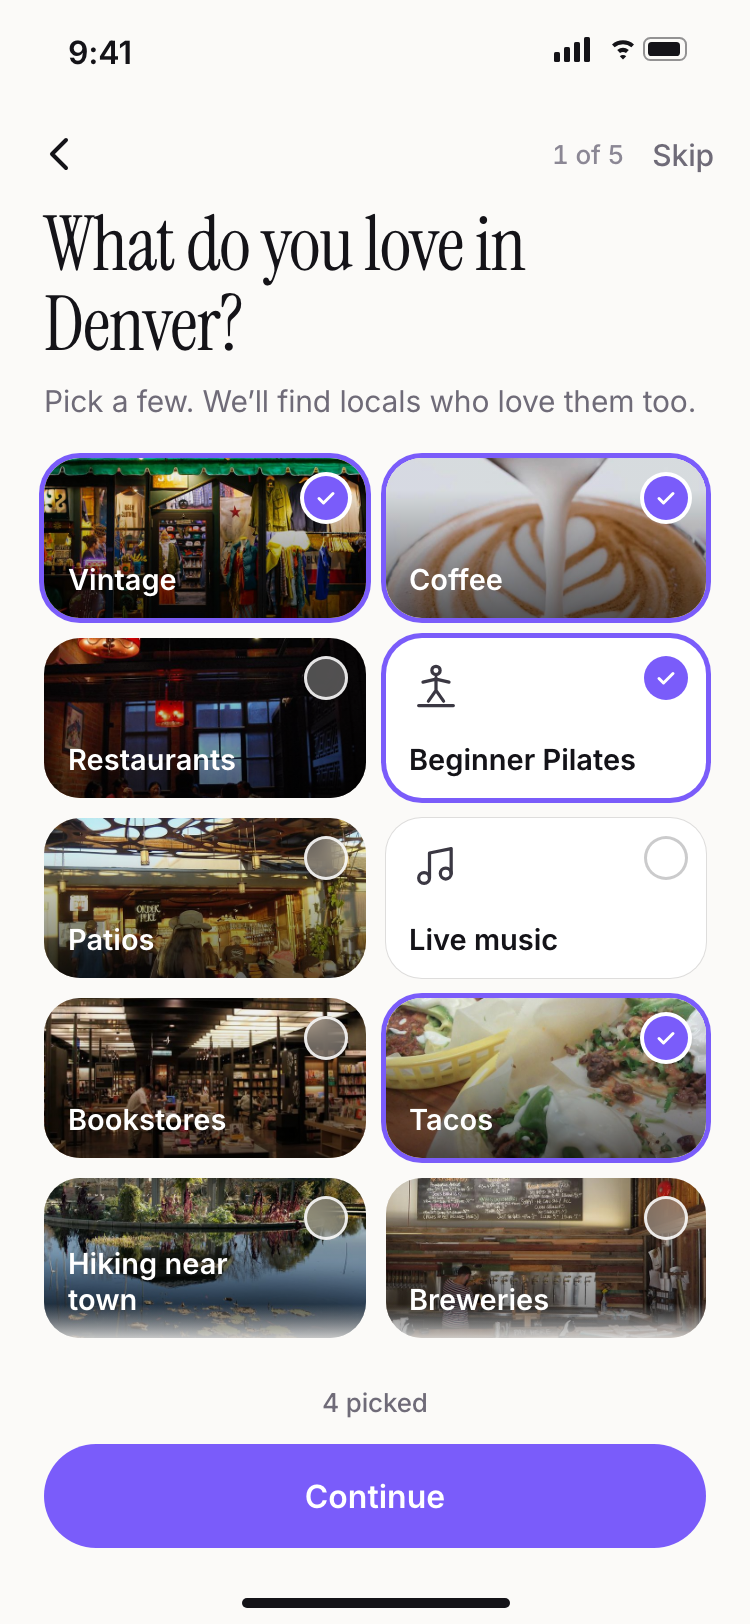 9:41
1 of 5 Skip
What do you love in
Denver?
Pick a few. We’ll find locals who love them too.
Vintage
Coffee
Restaurants
Beginner Pilates
ORDER
HERE
Patios
Live music
Bookstores
Tacos
Hiking near
town
Breweries
4 picked
Continue